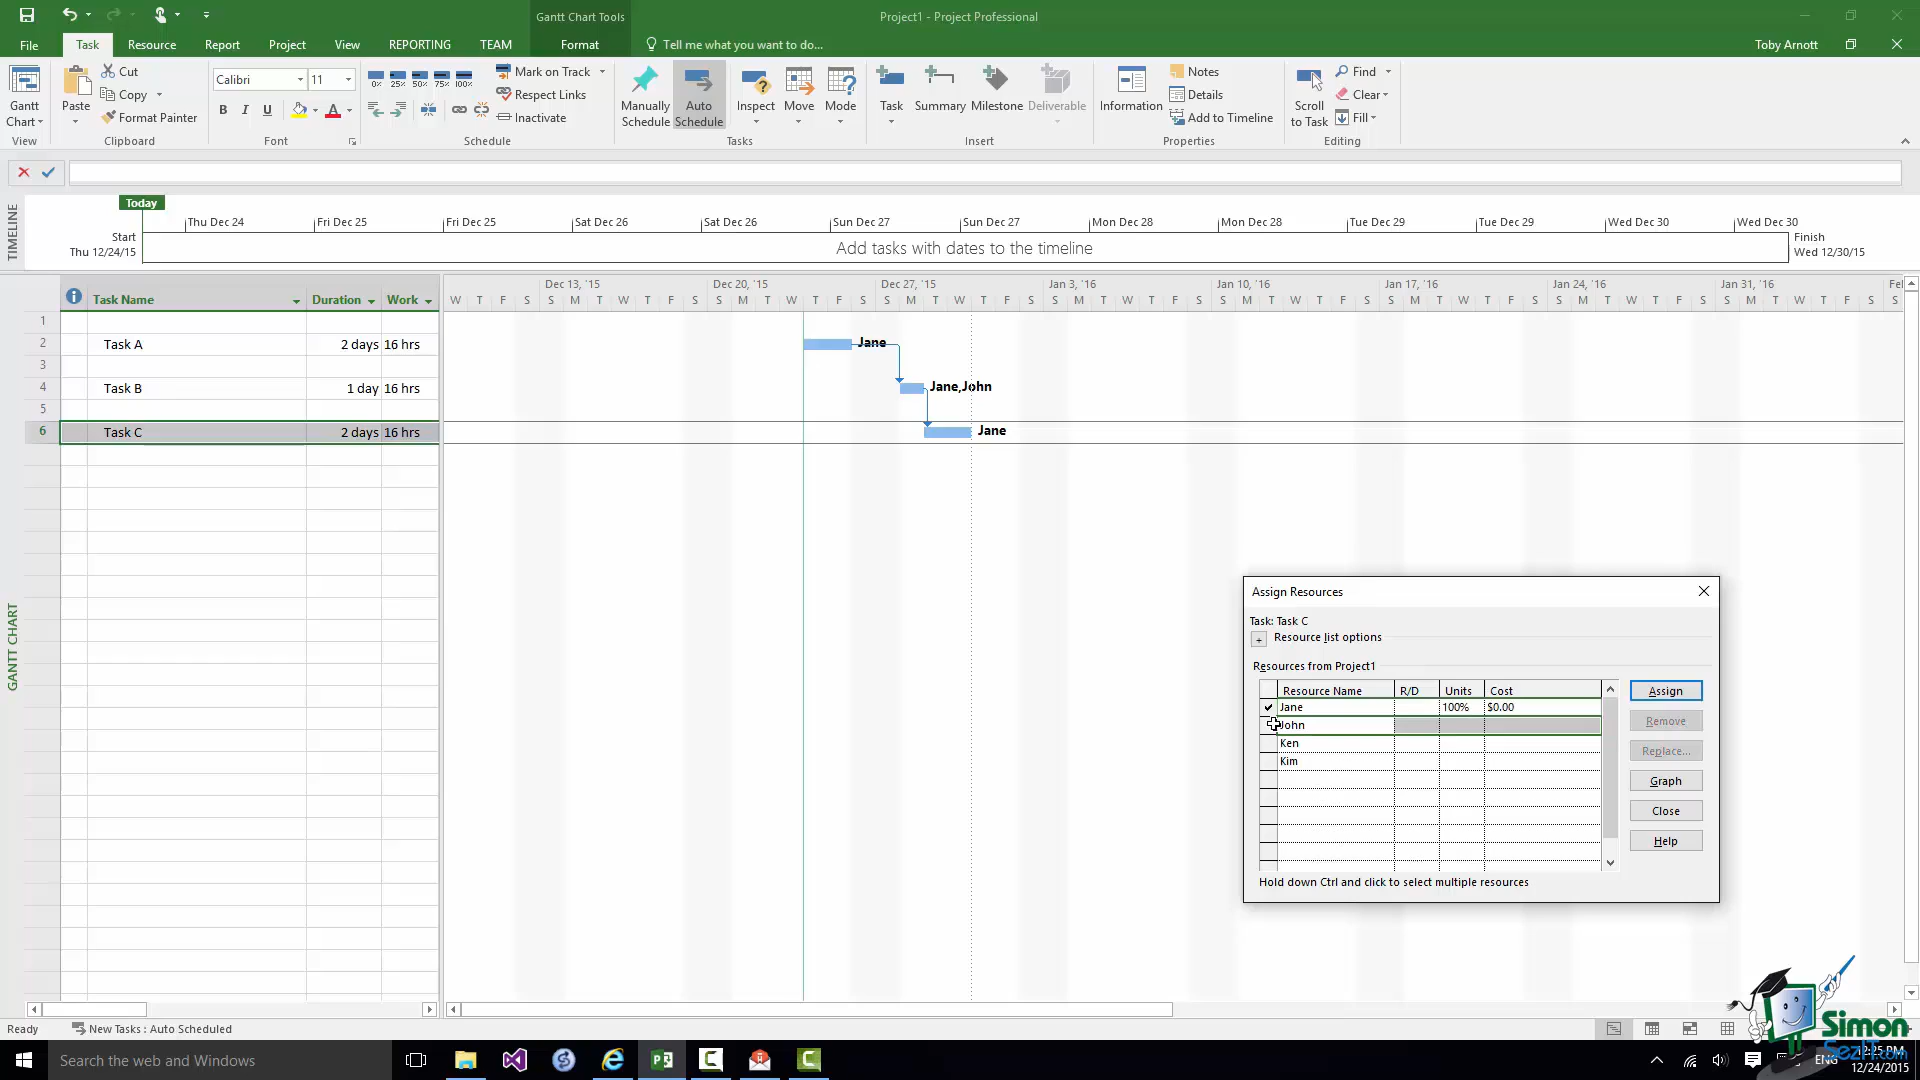 Gantt Chart Tools
Project1 - Project Professional
File
Task
Resource
Report
Project
View
REPORTING
TEAM
Format
Tell me what you want to do...
Toby Arnott
Gantt
Chart
View
Paste
Cut
Copy
Format Painter
Clipboard
Calibri
11
B I U A
Font
0% 25% 50% 75% 100%
Mark on Track
Respect Links
Inactivate
Schedule
Manually
Schedule
Auto
Schedule
Inspect
Move
Mode
Tasks
Task
Summary
Milestone
Deliverable
Insert
Information
Notes
Details
Add to Timeline
Properties
Scroll
to Task
Find
Clear
Fill
Editing
TIMELINE
Today
Thu Dec 24
Fri Dec 25
Fri Dec 25
Sat Dec 26
Sat Dec 26
Sun Dec 27
Sun Dec 27
Mon Dec 28
Mon Dec 28
Tue Dec 29
Tue Dec 29
Wed Dec 30
Wed Dec 30
Start
Thu 12/24/15
Add tasks with dates to the timeline
Finish
Wed 12/30/15
Task Name
Duration
Work
Dec 13, '15
Dec 20, '15
Dec 27, '15
Jan 3, '16
Jan 10, '16
Jan 17, '16
Jan 24, '16
Jan 31, '16
Fel
W T F S S M T W T F S S M T W T F S S M T W T F S S M T W T F S S M T W T F S S M T W T F S S M T W T F S S M T W T F S
1
2 Task A 2 days 16 hrs
Jane
3
4 Task B 1 day 16 hrs
Jane,John
5
6 Task C 2 days 16 hrs
Jane
GANTT CHART
Assign Resources
Task: Task C
+ Resource list options
Resources from Project1
Resource Name R/D Units Cost
Jane 100% $0.00
John
Ken
Kim
Assign
Remove
Replace...
Graph
Close
Help
Hold down Ctrl and click to select multiple resources
Ready
New Tasks : Auto Scheduled
Simon
SezIT.com
Search the web and Windows
ENG
12:25 PM
12/24/2015